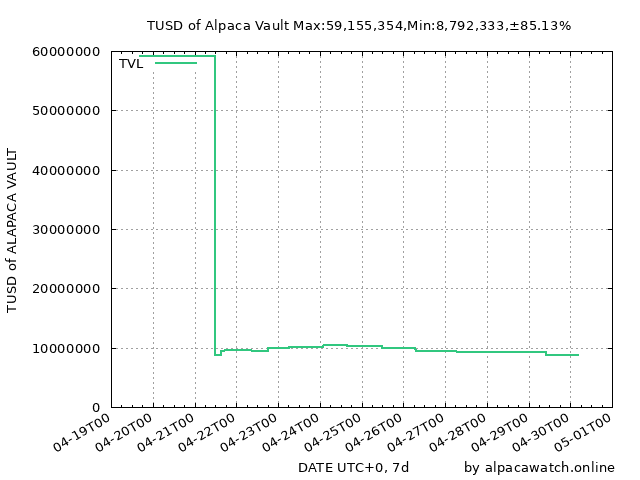 TUSD of Alpaca Vault Max:59,155,354,Min:8,792,333,±85.13%
TUSD of ALAPACA VAULT
TVL
60000000
50000000
40000000
30000000
20000000
10000000
0
04-19T00
04-20T00
04-21T00
04-22T00
04-23T00
04-24T00
04-25T00
04-26T00
04-27T00
04-28T00
04-29T00
04-30T00
05-01T00
DATE UTC+0, 7d
by alpacawatch.online